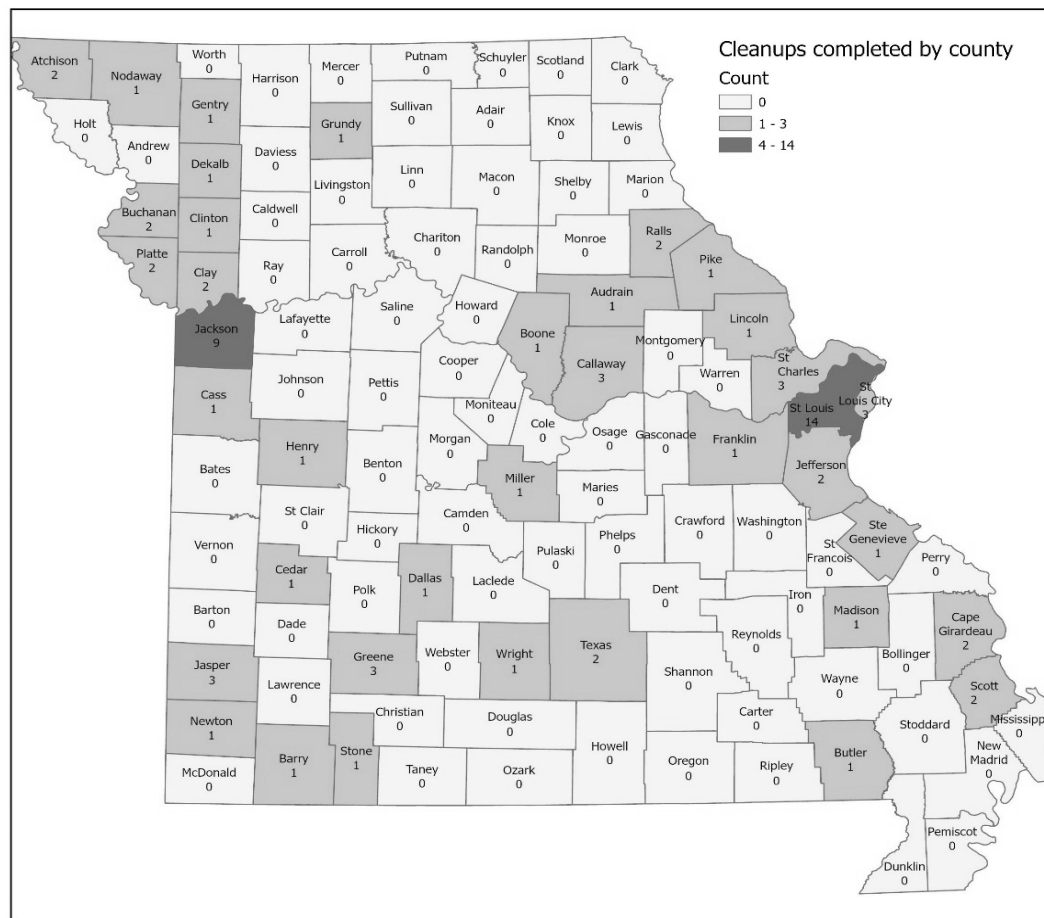 Cleanups completed by county
Count
0
1 - 3
4 - 14
Atchison
2
Nodaway
1
Worth
0
Harrison
0
Mercer
0
Putnam
0
Schuyler
0
Scotland
0
Clark
0
Holt
0
Andrew
0
Gentry
1
Grundy
1
Sullivan
0
Adair
0
Knox
0
Lewis
0
Dekalb
1
Daviess
0
Livingston
0
Linn
0
Macon
0
Shelby
0
Marion
0
Buchanan
2
Clinton
1
Caldwell
0
Platte
2
Clay
2
Ray
0
Carroll
0
Chariton
0
Randolph
0
Monroe
0
Ralls
2
Pike
1
Jackson
9
Lafayette
0
Saline
0
Howard
0
Boone
1
Audrain
1
Callaway
3
Montgomery
0
Lincoln
1
Warren
0
St
Charles
3
St
Louis City
3
St Louis
14
Cass
1
Johnson
0
Pettis
0
Cooper
0
Moniteau
0
Cole
0
Osage
0
Gasconade
0
Franklin
1
Jefferson
2
Bates
0
Henry
1
Benton
0
Morgan
0
Miller
1
Maries
0
St Clair
0
Hickory
0
Camden
0
Pulaski
0
Phelps
0
Crawford
0
Washington
0
St
Francois
0
Ste
Genevieve
1
Perry
0
Vernon
0
Cedar
1
Polk
0
Dallas
1
Laclede
0
Dent
0
Iron
0
Madison
1
Cape
Girardeau
2
Barton
0
Dade
0
Greene
3
Webster
0
Wright
1
Texas
2
Shannon
0
Reynolds
0
Wayne
0
Bollinger
0
Scott
2
Mississippi
0
Jasper
3
Lawrence
0
Christian
0
Douglas
0
Howell
0
Carter
0
Butler
1
Stoddard
0
New
Madrid
0
Newton
1
McDonald
0
Barry
1
Stone
1
Taney
0
Ozark
0
Oregon
0
Ripley
0
Dunklin
0
Pemiscot
0